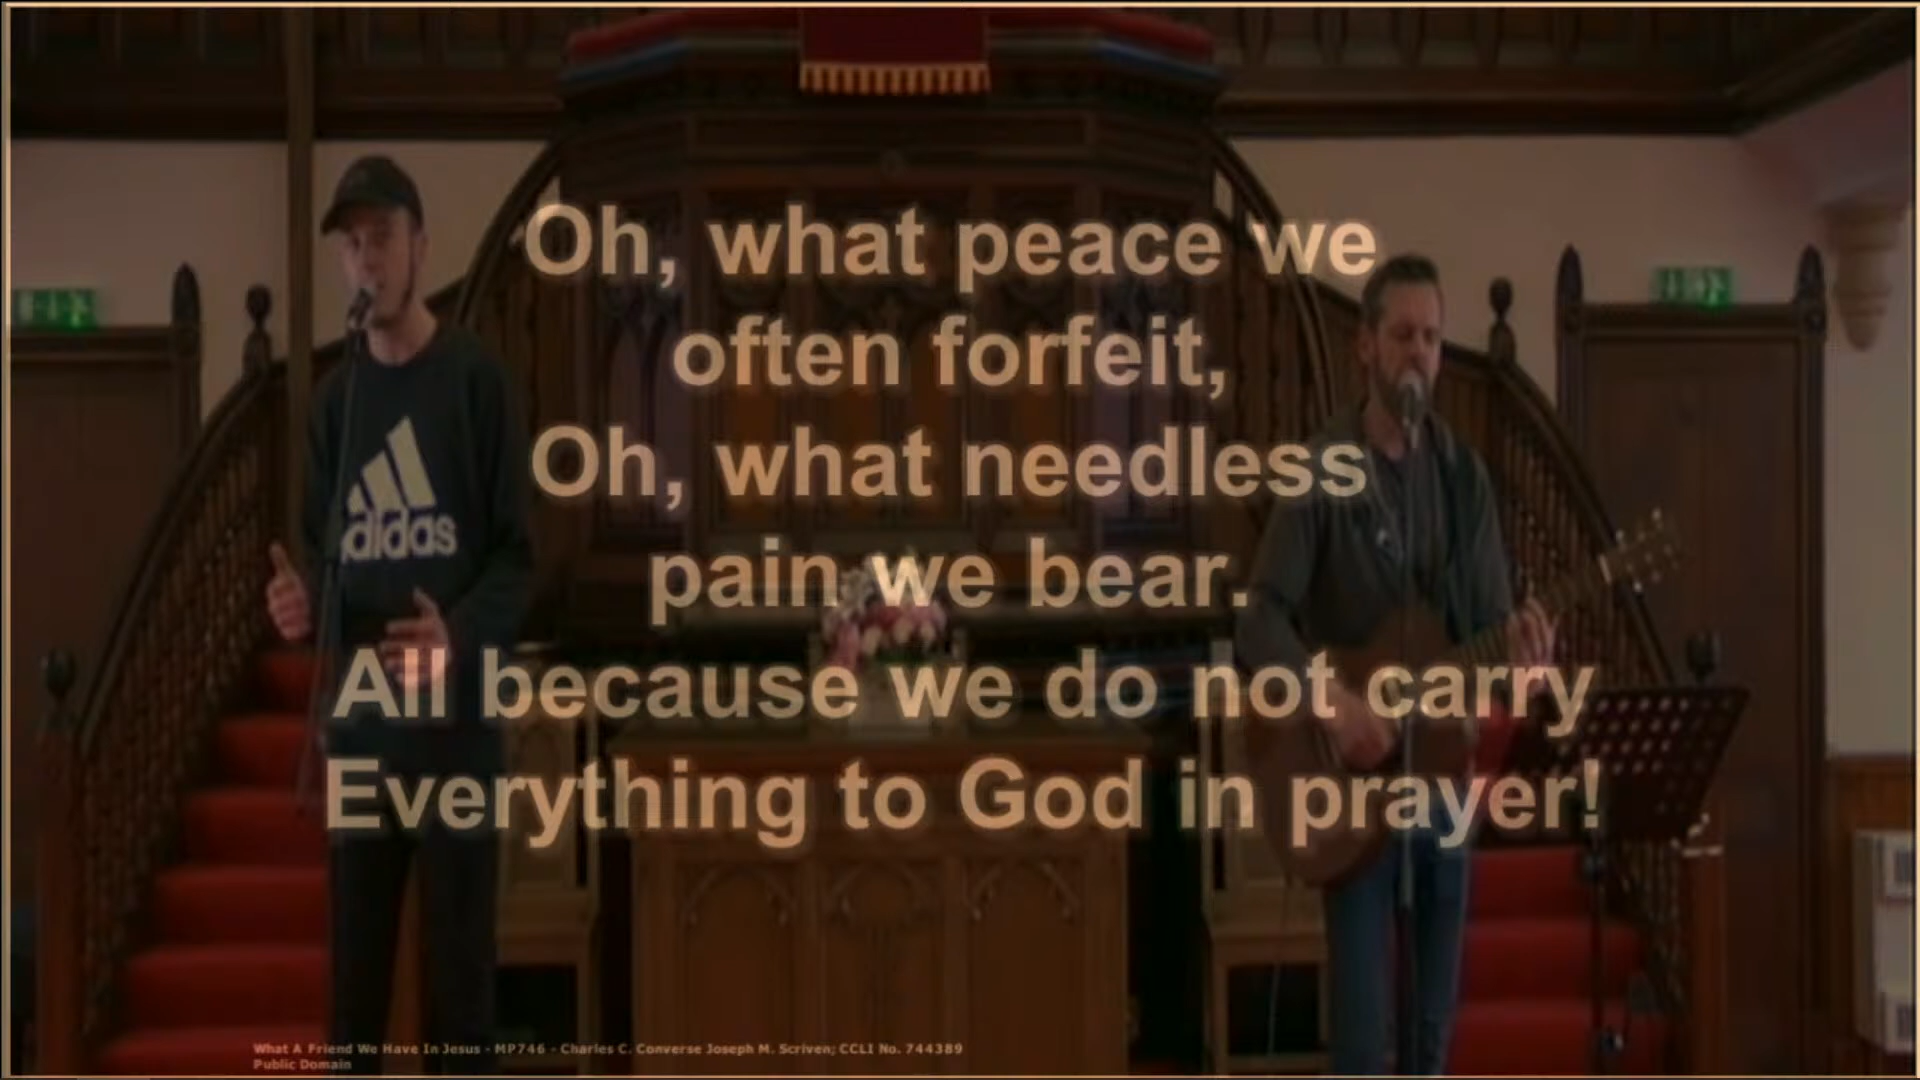 Oh, what peace we
often forfeit,
Oh, what needless
pain we bear.
All because we do not carry
Everything to God in prayer!
adidas
What A Friend We Have In Jesus - MP746 - Charles C. Converse Joseph M. Scriven; CCLI No. 744389
Public Domain